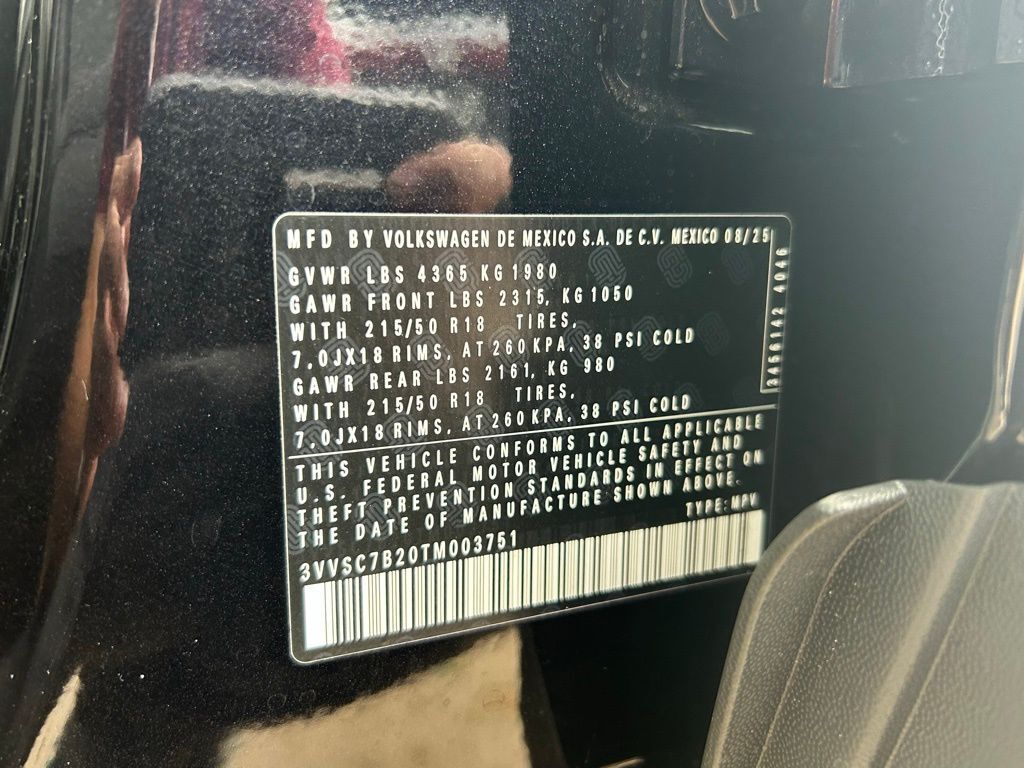 MFD BY VOLKSWAGEN DE MEXICO S.A. DE C.V. MEXICO 08/25
GVWR LBS 4365 KG 1980
GAWR FRONT LBS 2315, KG 1050
WITH 215/50 R18 TIRES,
7,0JX18 RIMS, AT 260 KPA, 38 PSI COLD
GAWR REAR LBS 2161, KG 980
WITH 215/50 R18 TIRES,
7,0JX18 RIMS, AT 260 KPA, 38 PSI COLD
THIS VEHICLE CONFORMS TO ALL APPLICABLE
U.S. FEDERAL MOTOR VEHICLE SAFETY AND
THEFT PREVENTION STANDARDS IN EFFECT ON
THE DATE OF MANUFACTURE SHOWN ABOVE.
3VVSC7B20TM003751 TYPE: MPV